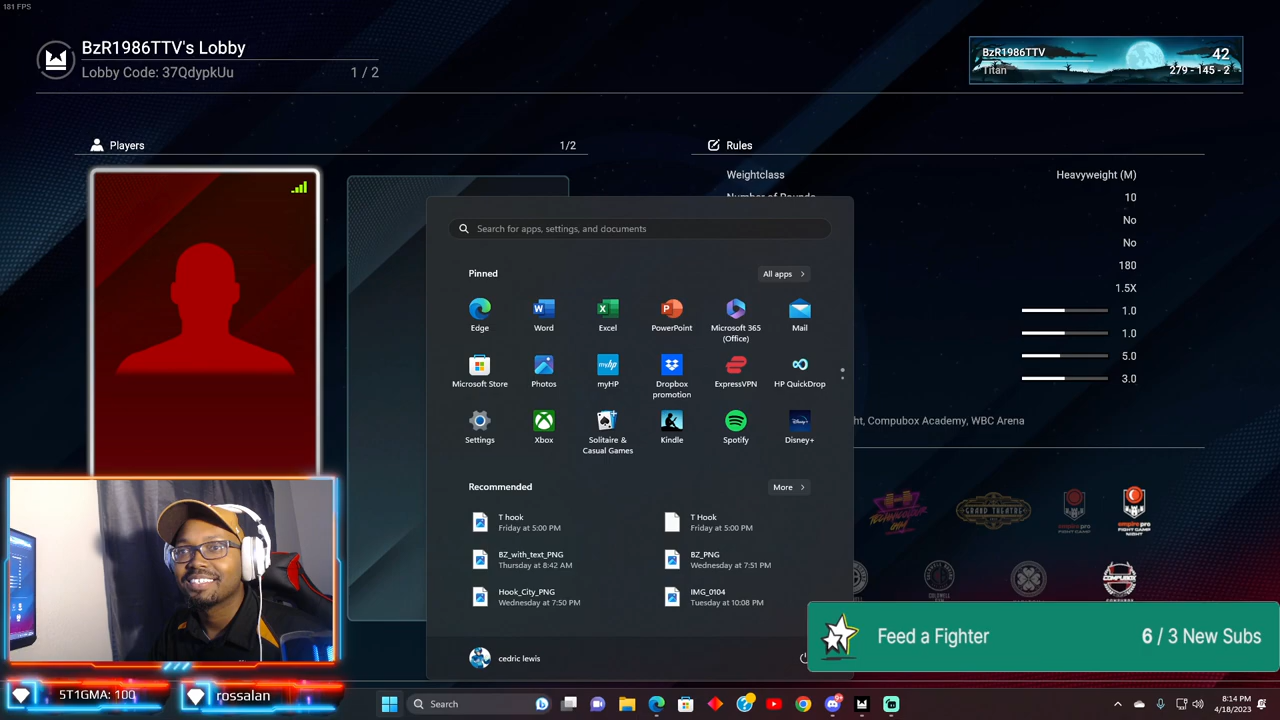 181 FPS
BzR1986TTV's Lobby
Lobby Code: 37QdypkUu
1 / 2
BzR1986TTV
42
Titan
279 - 145 - 2
Players
1/2
Rules
Weightclass
Heavyweight (M)
10
No
No
180
1.5X
1.0
1.0
5.0
3.0
ht, Compubox Academy, WBC Arena
Search for apps, settings, and documents
Pinned
All apps
Edge
Word
Excel
PowerPoint
Microsoft 365 (Office)
Mail
Microsoft Store
Photos
myHP
Dropbox promotion
ExpressVPN
HP QuickDrop
Settings
Xbox
Solitaire & Casual Games
Kindle
Spotify
Disney+
Recommended
More
T hook
Friday at 5:00 PM
T Hook
Friday at 5:00 PM
BZ_with_text_PNG
Thursday at 8:42 AM
BZ_PNG
Wednesday at 7:51 PM
Hook_City_PNG
Wednesday at 7:50 PM
IMG_0104
Tuesday at 10:08 PM
cedric lewis
GRAND THEATRE
Feed a Fighter
6 / 3 New Subs
5T1GMA: 100
rossalan
Search
8:14 PM
4/18/2023